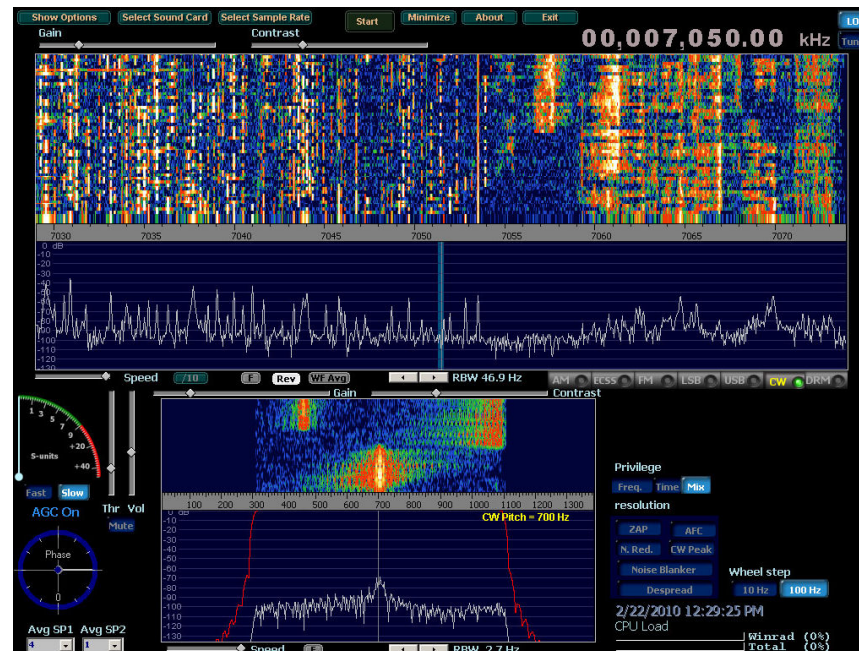 Show Options Select Sound Card Select Sample Rate Start Minimize About Exit LO
Gain Contrast 00,007,050.00 kHz Tun
7030 7035 7040 7045 7050 7055 7060 7065 7070
0 dB
-10
-20
-30
-100
-110
-120
Speed /10 F Rev WF Avg RBW 46.9 Hz AM ECSS FM LSB USB CW DRM
Gain Contrast
1 3 5 7 9 +20 +40
S-units
Fast Slow
AGC On Thr Vol
Mute
Phase
0
100 200 300 400 500 600 700 800 900 1000 1100 1200 1300
0 dB
CW Pitch = 700 Hz
-10
-20
-30
-40
-50
-60
-70
-80
-90
-100
-110
-120
-130
Privilege
Freq. Time Mix
resolution
ZAP AFC
N. Red. CW Peak
Noise Blanker
Despread
Wheel step
10 Hz 100 Hz
2/22/2010 12:29:25 PM
CPU Load
Winrad (0%)
Total (0%)
Avg SP1 Avg SP2
4 1
Speed F RBW 2.7 Hz